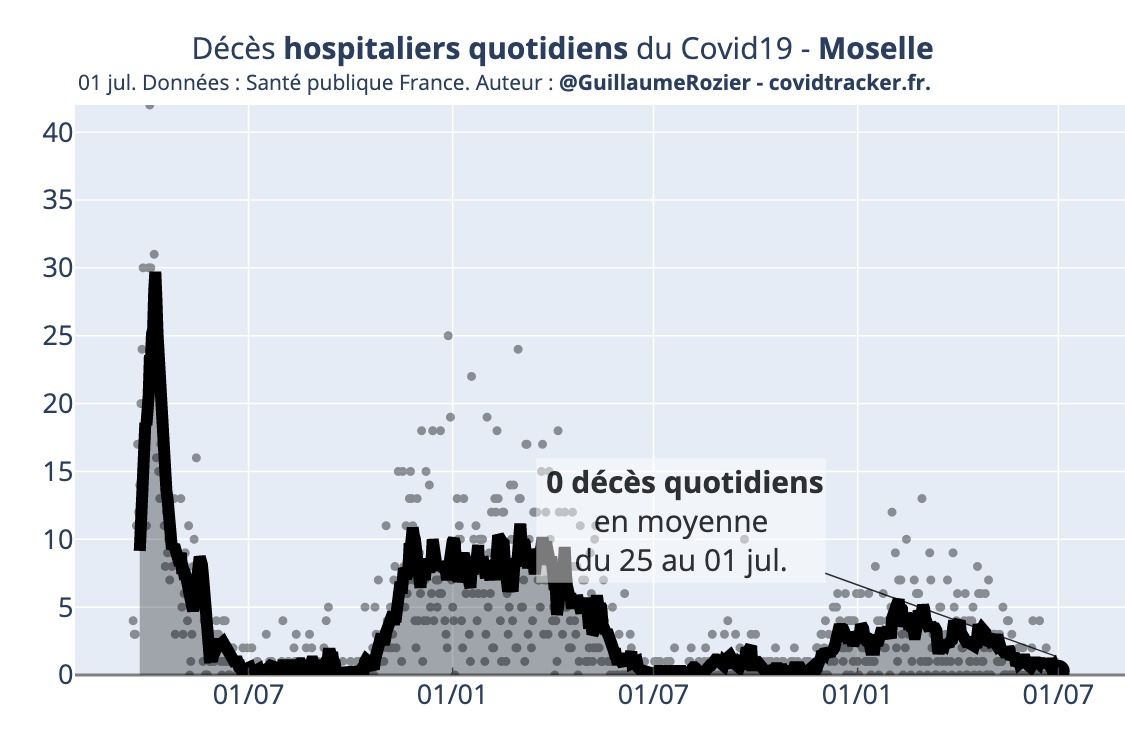 Décès hospitaliers quotidiens du Covid19 - Moselle
01 jul. Données : Santé publique France. Auteur : @GuillaumeRozier - covidtracker.fr.
40
35
30
25
20
15
10
5
0
0 décès quotidiens
en moyenne
du 25 au 01 jul.
01/07 01/01 01/07 01/01 01/07